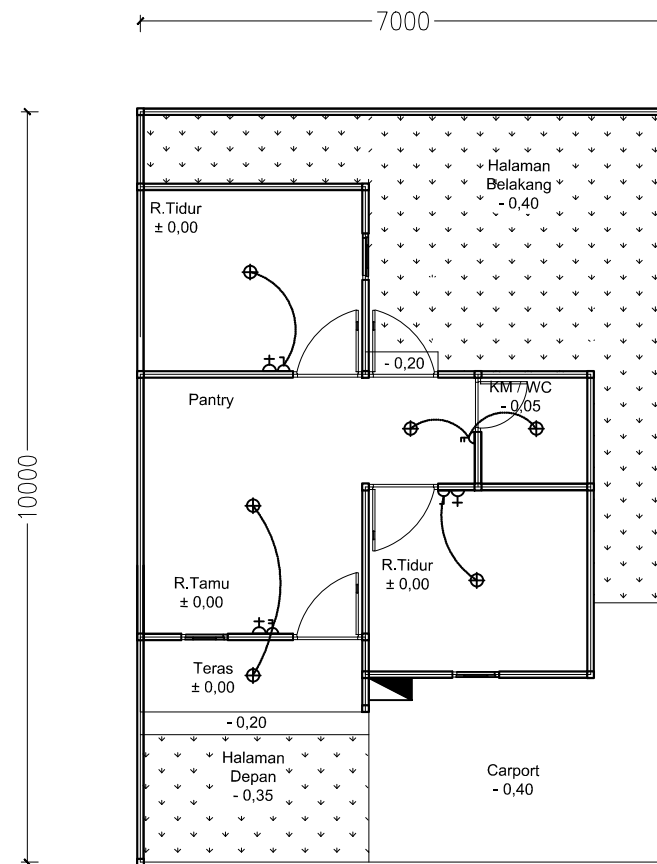 7000
10000
Halaman
Belakang
- 0,40
R.Tidur
± 0,00
- 0,20
KM / WC
- 0,05
Pantry
R.Tidur
± 0,00
R.Tamu
± 0,00
Teras
± 0,00
- 0,20
Halaman
Depan
- 0,35
Carport
- 0,40